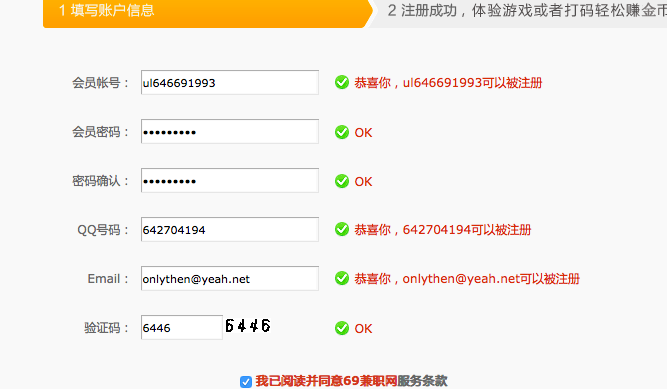 1 填写账户信息 2 注册成功，体验游戏或者打码轻松赚金币
会员帐号： ul646691993 恭喜你，ul646691993可以被注册
会员密码： ••••••••• OK
密码确认： ••••••••• OK
QQ号码： 642704194 恭喜你，642704194可以被注册
Email： onlythen@yeah.net 恭喜你，onlythen@yeah.net可以被注册
验证码： 6446 6446 OK
我已阅读并同意69兼职网服务条款